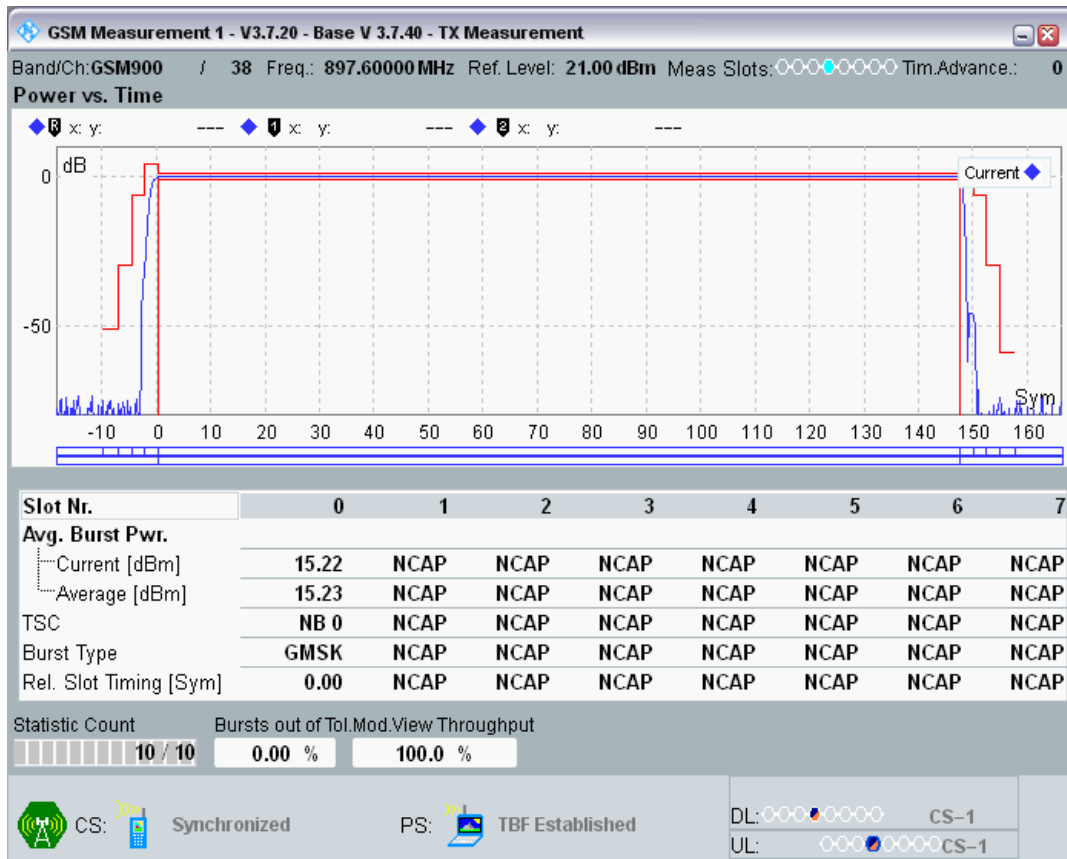 GSM Measurement 1 - V3.7.20 - Base V 3.7.40 - TX Measurement
Band/Ch:GSM900 / 38 Freq.: 897.60000 MHz Ref. Level: 21.00 dBm Meas Slots: Tim.Advance.: 0
Power vs. Time
R x: y: --- 1 x: y: --- 2 x: y: ---
dB
Current
0
-50
Sym
-10 0 10 20 30 40 50 60 70 80 90 100 110 120 130 140 150 160
Slot Nr. 0 1 2 3 4 5 6 7
Avg. Burst Pwr.
Current [dBm] 15.22 NCAP NCAP NCAP NCAP NCAP NCAP NCAP
Average [dBm] 15.23 NCAP NCAP NCAP NCAP NCAP NCAP NCAP
TSC NB 0 NCAP NCAP NCAP NCAP NCAP NCAP NCAP
Burst Type GMSK NCAP NCAP NCAP NCAP NCAP NCAP NCAP
Rel. Slot Timing [Sym] 0.00 NCAP NCAP NCAP NCAP NCAP NCAP NCAP
Statistic Count Bursts out of Tol.Mod.View Throughput
10 / 10 0.00 % 100.0 %
CS: Synchronized PS: TBF Established
DL: CS-1
UL: CS-1